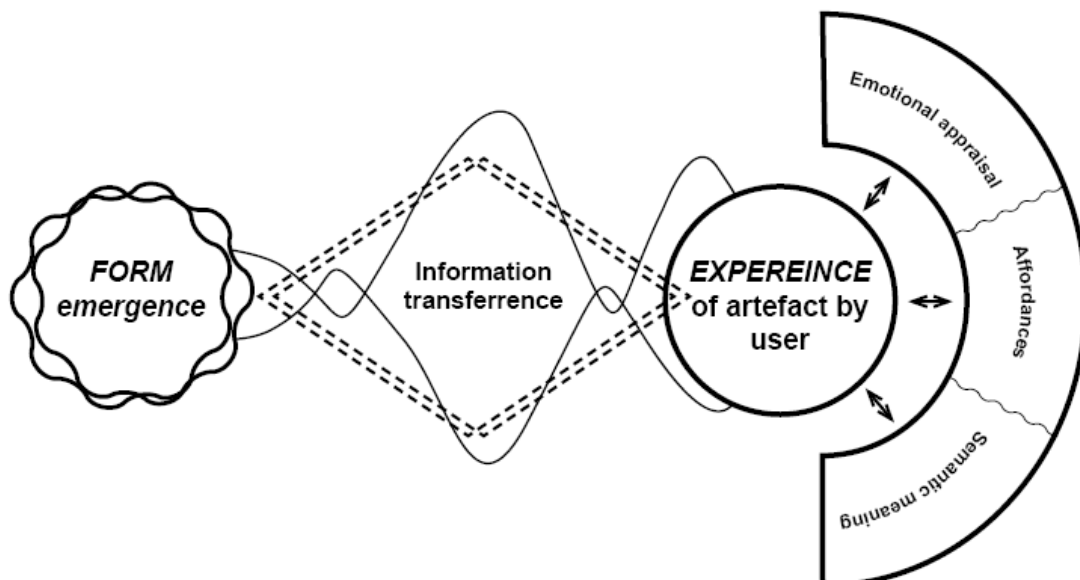 FORM
emergence
Information
transferrence
EXPEREINCE
of artefact by
user
Emotional appraisal
Affordances
Semantic meaning